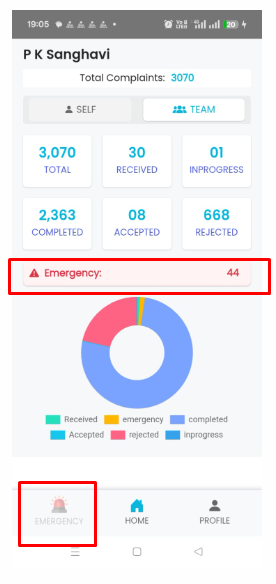 19:05 20
P K Sanghavi
Total Complaints: 3070
SELF TEAM
3,070 30 01
TOTAL RECEIVED INPROGRESS
2,363 08 668
COMPLETED ACCEPTED REJECTED
Emergency: 44
Received emergency completed
Accepted rejected inprogress
EMERGENCY HOME PROFILE